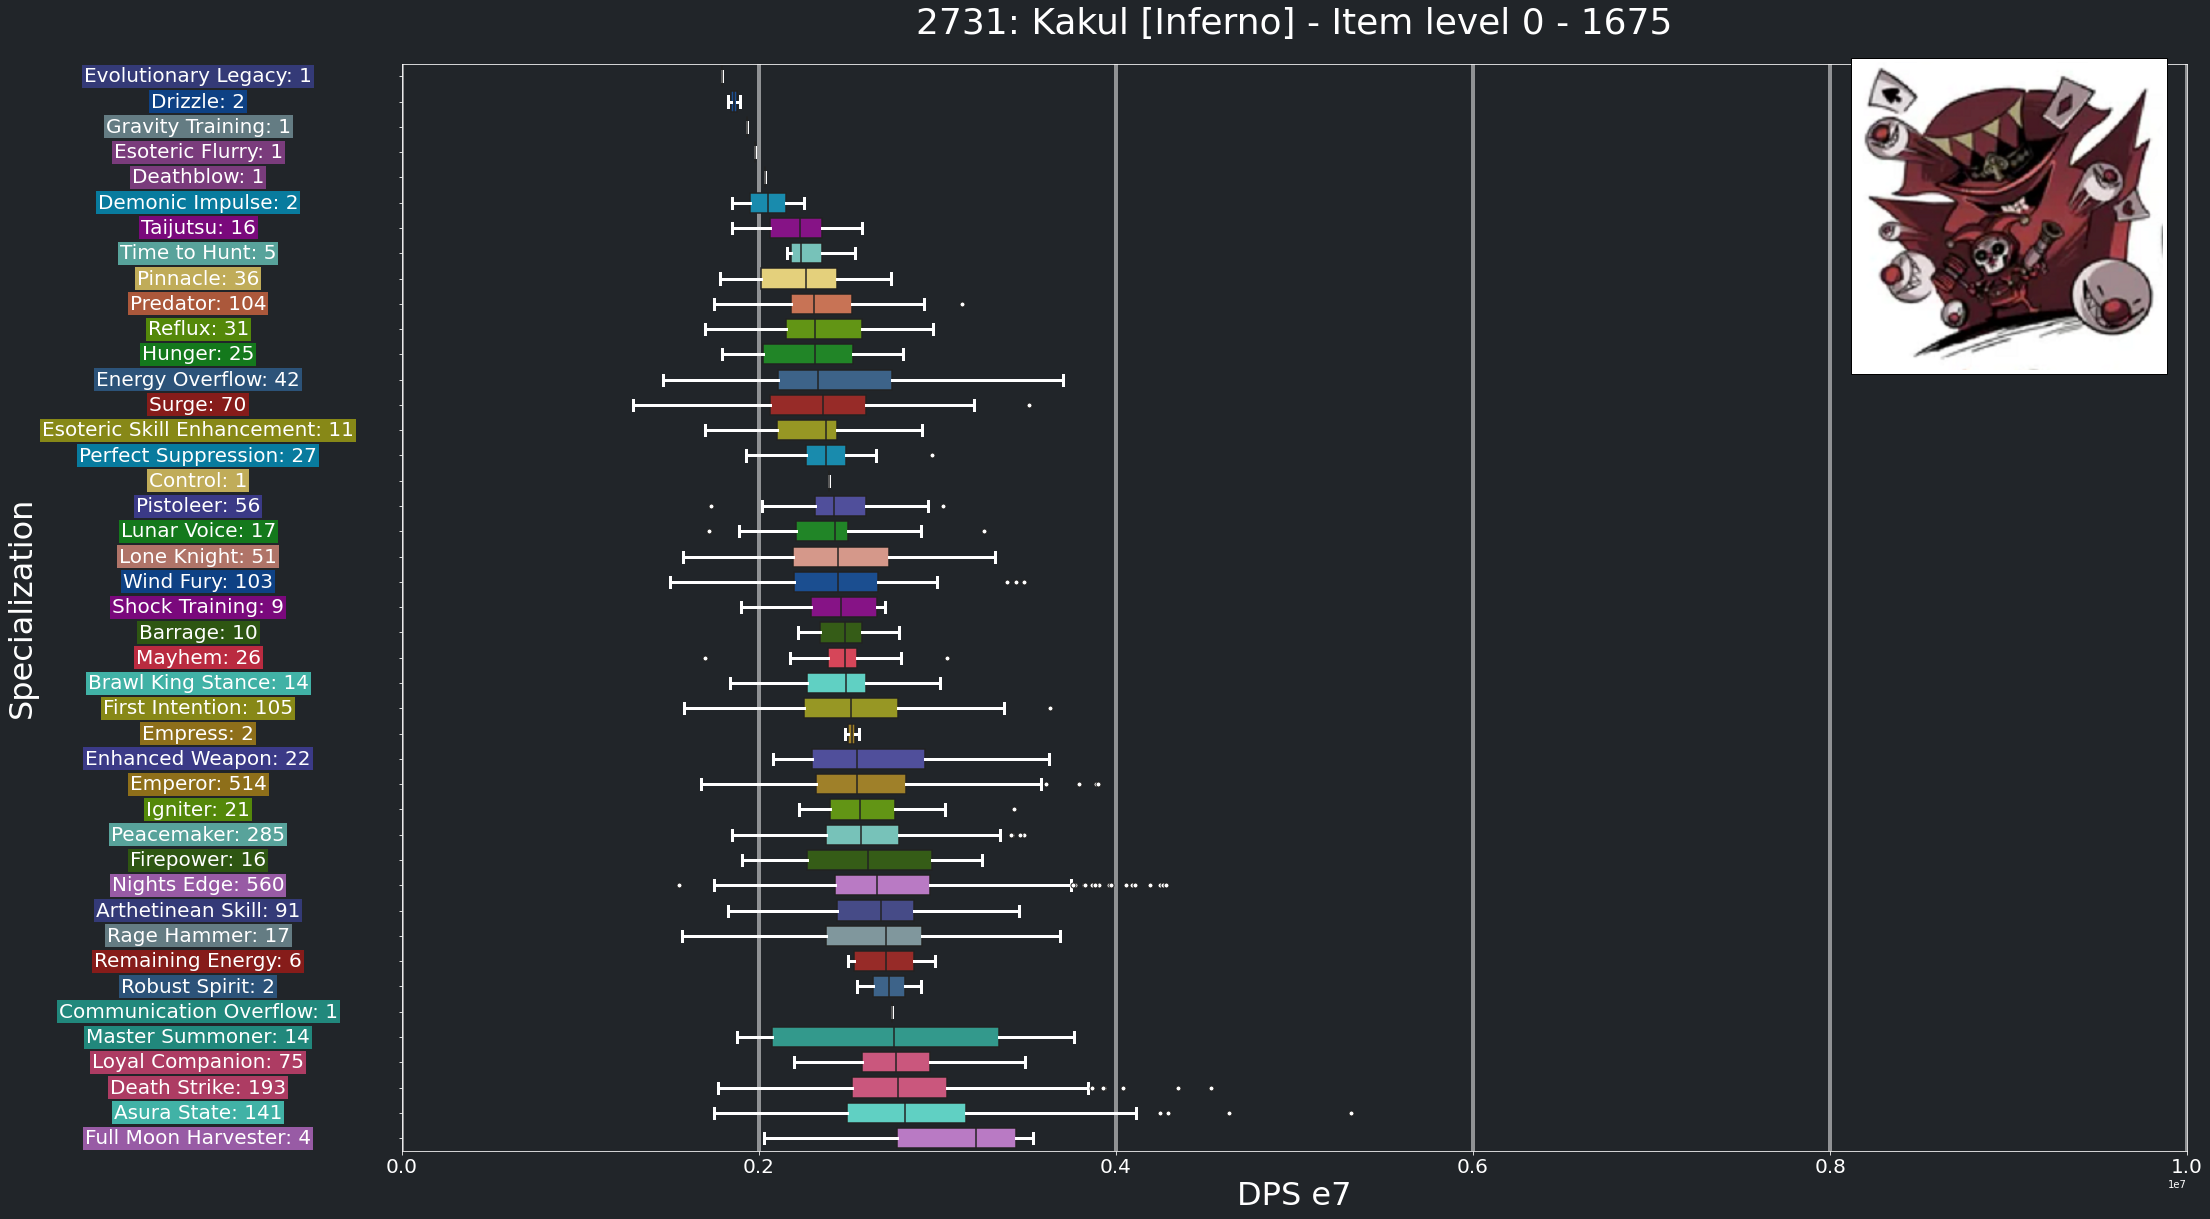 2731: Kakul [Inferno] - Item level 0 - 1675
Specialization
Evolutionary Legacy: 1
Drizzle: 2
Gravity Training: 1
Esoteric Flurry: 1
Deathblow: 1
Demonic Impulse: 2
Taijutsu: 16
Time to Hunt: 5
Pinnacle: 36
Predator: 104
Reflux: 31
Hunger: 25
Energy Overflow: 42
Surge: 70
Esoteric Skill Enhancement: 11
Perfect Suppression: 27
Control: 1
Pistoleer: 56
Lunar Voice: 17
Lone Knight: 51
Wind Fury: 103
Shock Training: 9
Barrage: 10
Mayhem: 26
Brawl King Stance: 14
First Intention: 105
Empress: 2
Enhanced Weapon: 22
Emperor: 514
Igniter: 21
Peacemaker: 285
Firepower: 16
Nights Edge: 560
Arthetinean Skill: 91
Rage Hammer: 17
Remaining Energy: 6
Robust Spirit: 2
Communication Overflow: 1
Master Summoner: 14
Loyal Companion: 75
Death Strike: 193
Asura State: 141
Full Moon Harvester: 4
0.0 0.2 0.4 0.6 0.8 1.0
1e7
DPS e7